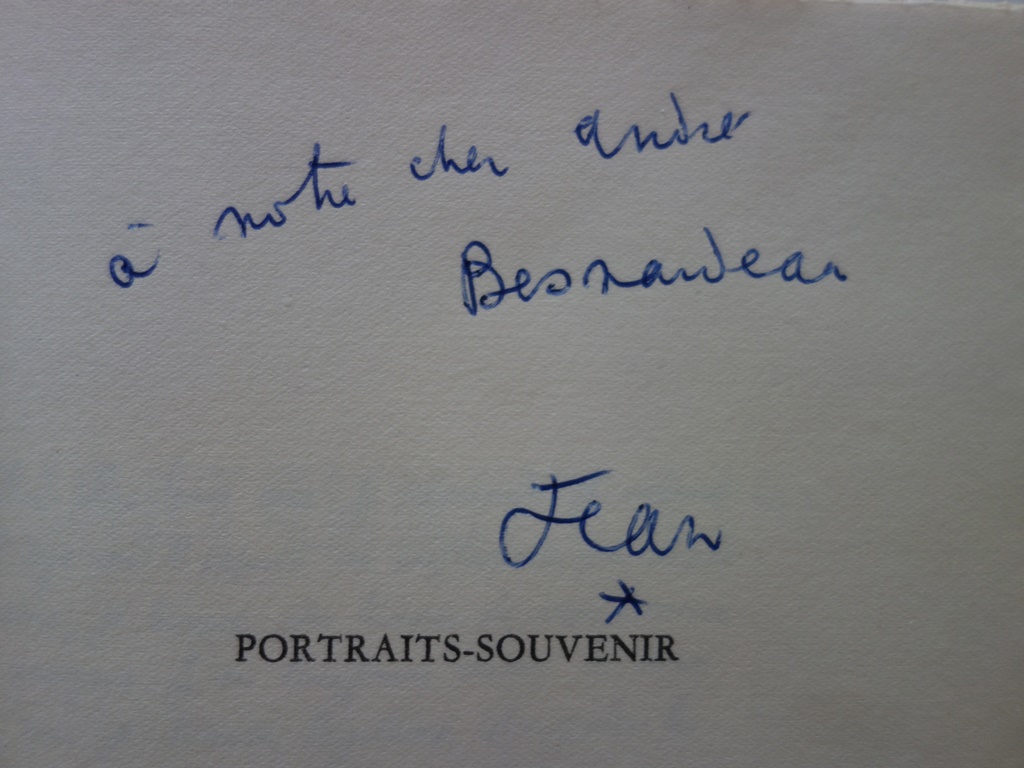 à notre cher andré
Besnardeau
Jean
*
PORTRAITS-SOUVENIR